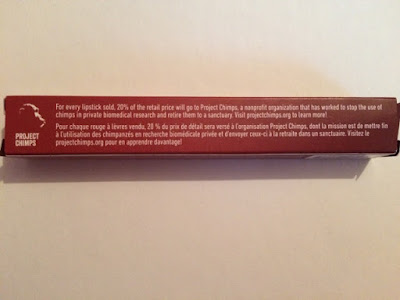 For every lipstick sold, 20% of the retail price will go to Project Chimps, a nonprofit organization that has worked to stop the use of
chimps in private biomedical research and retire them to a sanctuary. Visit projectchimps.org to learn more!
Pour chaque rouge à lèvres vendu, 20 % du prix de détail sera versé à l'organisation Project Chimps, dont la mission est de mettre fin
à l'utilisation des chimpanzés en recherche biomédicale privée et d'envoyer ceux-ci à la retraite dans un sanctuaire. Visitez le
projectchimps.org pour en apprendre davantage!
PROJECT
CHIMPS